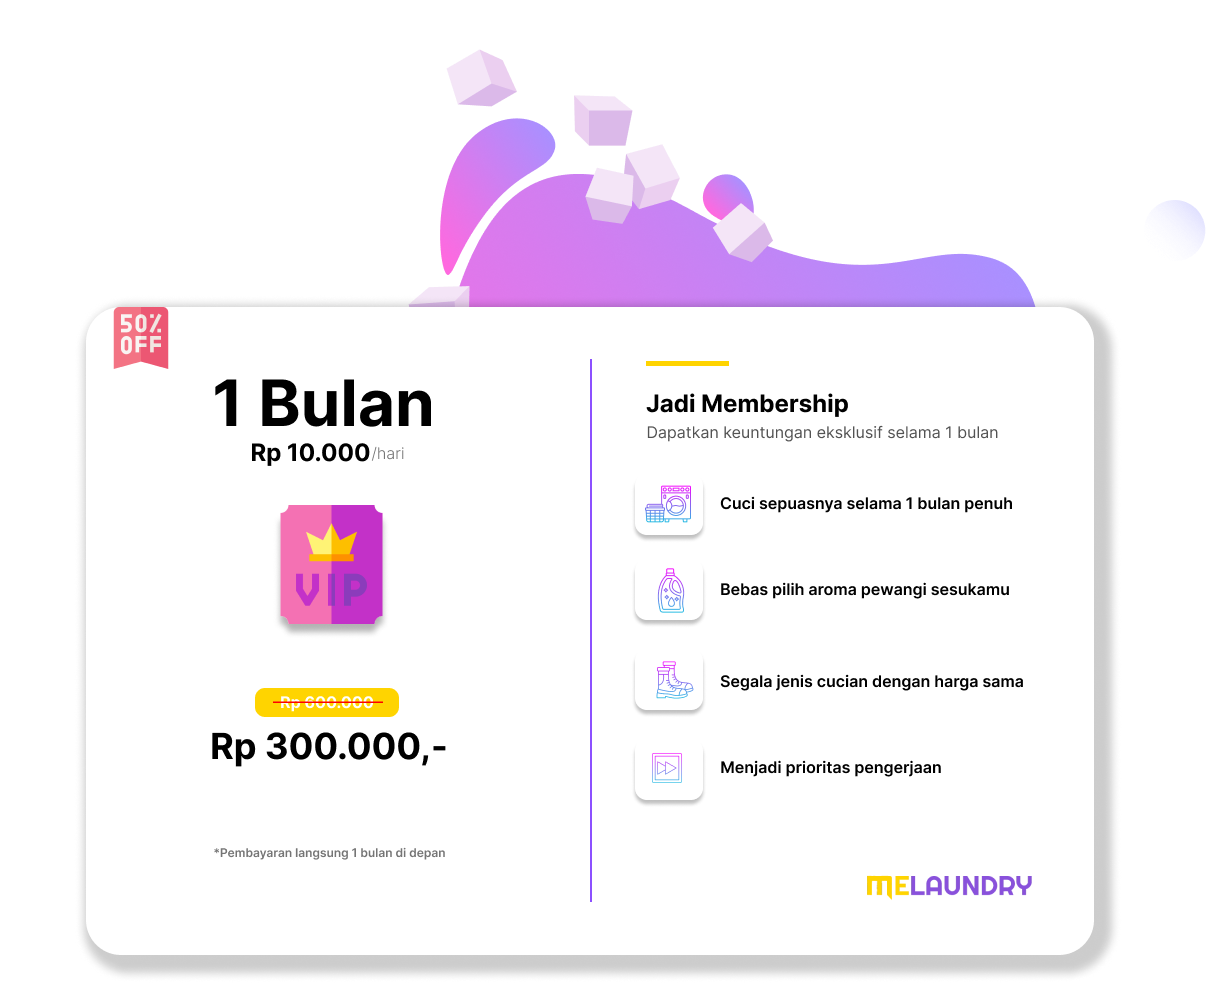 50%
OFF
1 Bulan
Rp 10.000/hari
VIP
Rp 600.000
Rp 300.000,-
*Pembayaran langsung 1 bulan di depan
Jadi Membership
Dapatkan keuntungan eksklusif selama 1 bulan
Cuci sepuasnya selama 1 bulan penuh
Bebas pilih aroma pewangi sesukamu
Segala jenis cucian dengan harga sama
Menjadi prioritas pengerjaan
MELAUNDRY